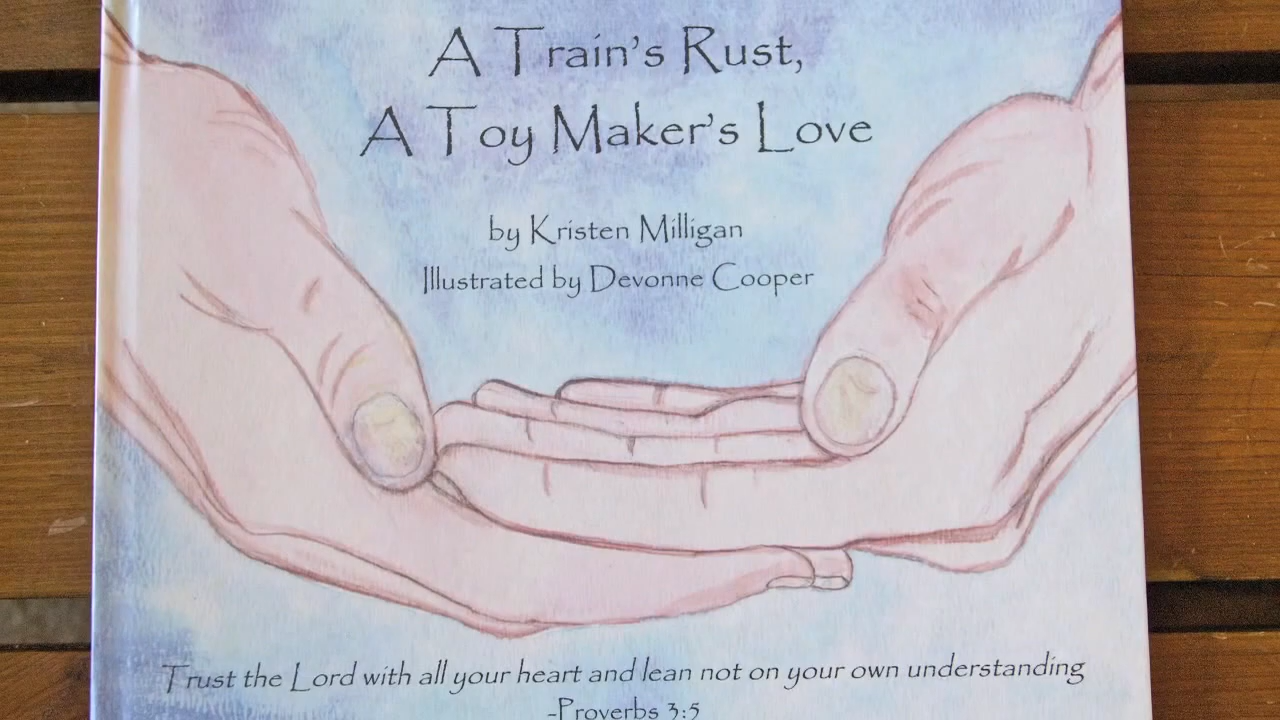 A Train's Rust,
A Toy Maker's Love
by Kristen Milligan
Illustrated by Devonne Cooper
Trust the Lord with all your heart and lean not on your own understanding
-Proverbs 3:5